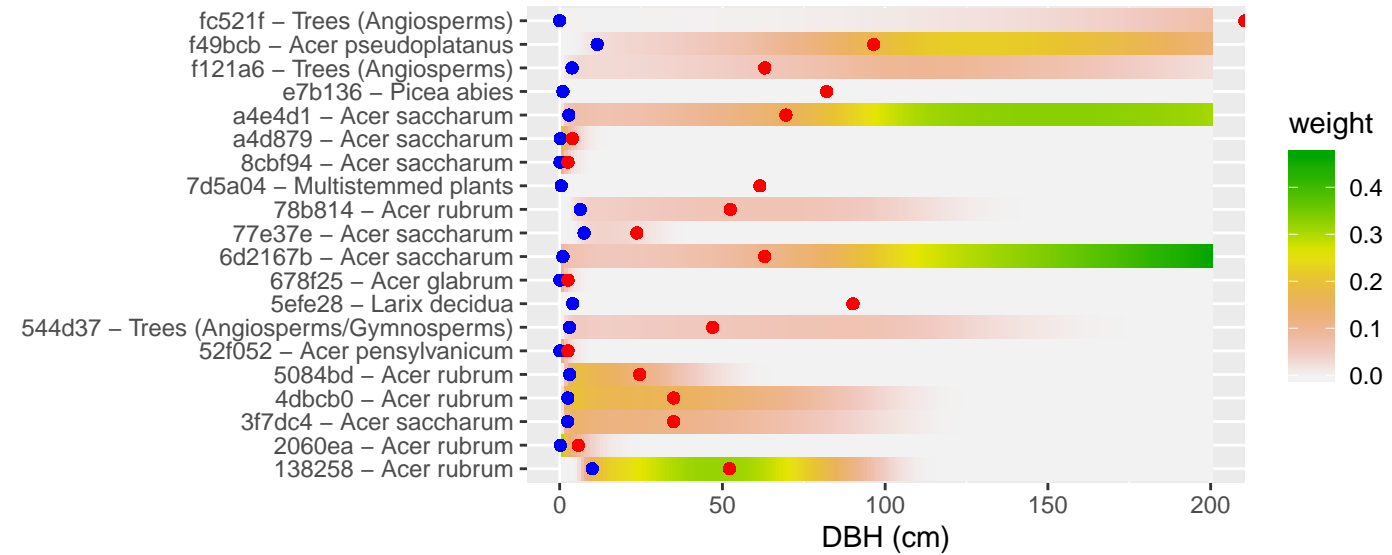 fc521f – Trees (Angiosperms)
f49bcb – Acer pseudoplatanus
f121a6 – Trees (Angiosperms)
e7b136 – Picea abies
a4e4d1 – Acer saccharum
a4d879 – Acer saccharum
8cbf94 – Acer saccharum
7d5a04 – Multistemmed plants
78b814 – Acer rubrum
77e37e – Acer saccharum
6d2167b – Acer saccharum
678f25 – Acer glabrum
5efe28 – Larix decidua
544d37 – Trees (Angiosperms/Gymnosperms)
52f052 – Acer pensylvanicum
5084bd – Acer rubrum
4dbcb0 – Acer rubrum
3f7dc4 – Acer saccharum
2060ea – Acer rubrum
138258 – Acer rubrum
0 50 100 150 200
DBH (cm)
weight
0.4
0.3
0.2
0.1
0.0